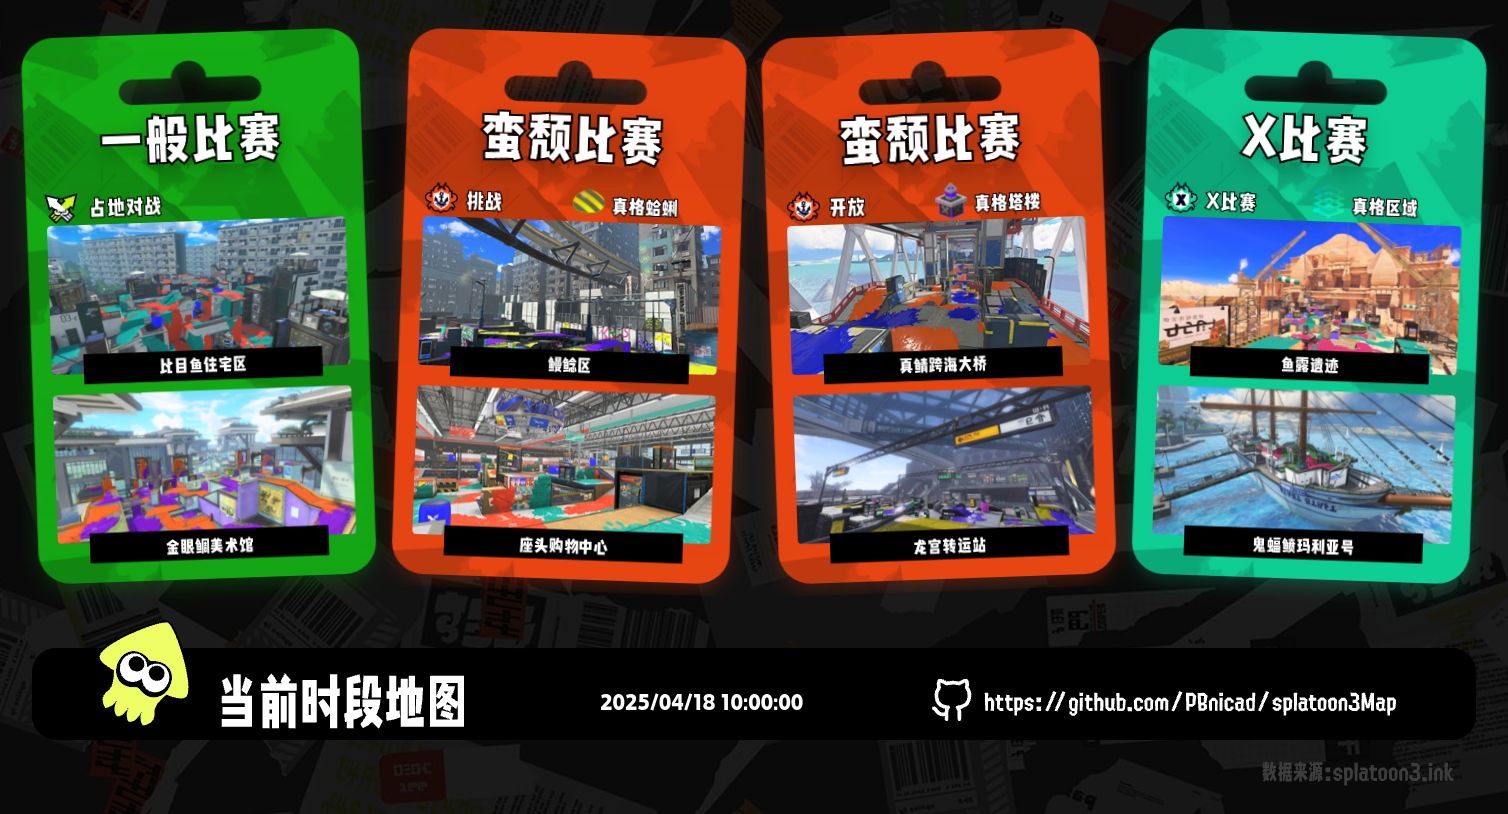 一般比赛
占地对战
比目鱼住宅区
金眼鲷美术馆
蛮颓比赛
挑战
真格蛤蜊
鳗鲶区
座头购物中心
蛮颓比赛
开放
真格塔楼
真鲭跨海大桥
龙宫转运站
X比赛
X比赛
真格区域
鱼露遗迹
鬼蝠鲼玛利亚号
当前时段地图
2025/04/18 10:00:00
https://github.com/PBnicad/splatoon3Map
数据来源:splatoon3.ink